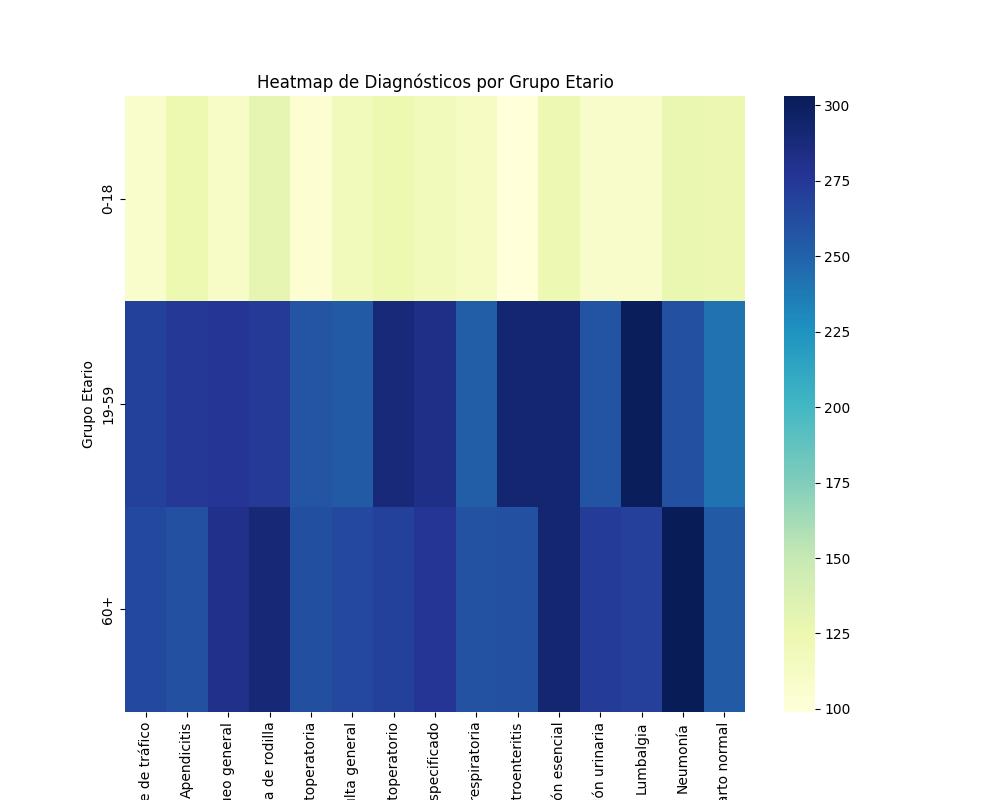 Heatmap de Diagnósticos por Grupo Etario
Grupo Etario
0-18
19-59
60+
300
275
250
225
200
175
150
125
100
e de tráfico
Apendicitis
ueo general
a de rodilla
toperatoria
lta general
toperatorio
specificado
respiratoria
troenteritis
ón esencial
ón urinaria
Lumbalgia
Neumonía
arto normal